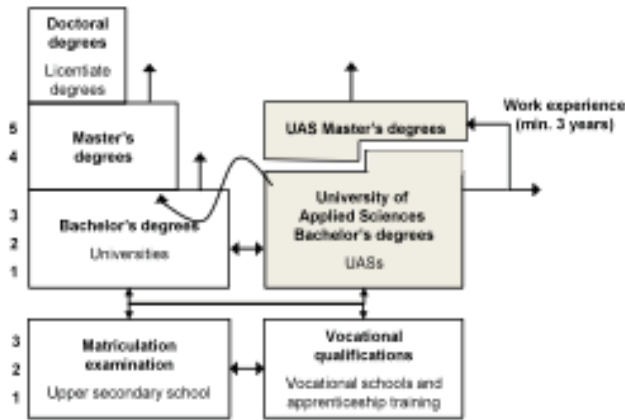 Doctoral
degrees
Licentiate
degrees
5
Master's
degrees
4
UAS Master's degrees
Work experience
(min. 3 years)
3
Bachelor's degrees
2
Universities
1
University of
Applied Sciences
Bachelor's degrees
UASs
3
Matriculation
examination
2
Upper secondary school
1
Vocational
qualifications
Vocational schools and
apprenticeship training